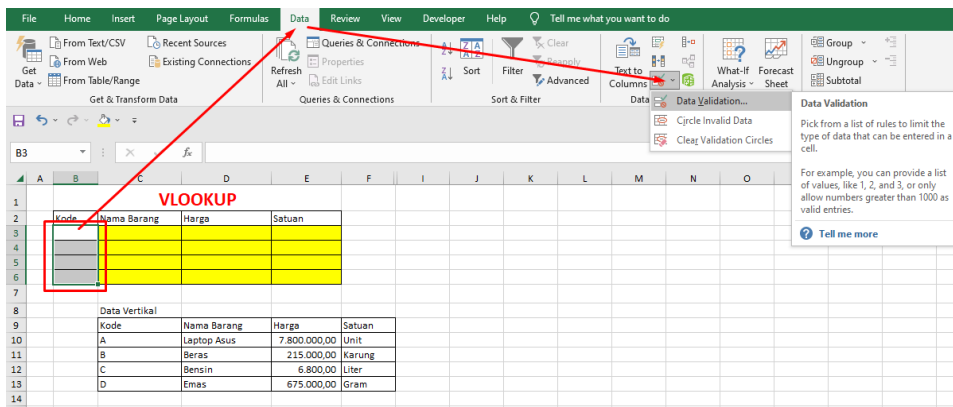 File Home Insert Page Layout Formulas Data Review View Developer Help Tell me what you want to do
From Text/CSV Recent Sources Queries & Connections Clear Group
From Web Existing Connections Properties Reapply Ungroup
Get Data From Table/Range Refresh All Edit Links Sort Filter Advanced Text to Columns What-If Analysis Forecast Sheet Subtotal
Get & Transform Data Queries & Connections Sort & Filter Data
Data Validation...
Circle Invalid Data
Clear Validation Circles
Data Validation
Pick from a list of rules to limit the
type of data that can be entered in a
cell.
For example, you can provide a list
of values, like 1, 2, and 3, or only
allow numbers greater than 1000 as
valid entries.
Tell me more
B3 fx
A B C D E F I J K L M N O
1 VLOOKUP
2 Kode Nama Barang Harga Satuan
3
4
5
6
7
8 Data Vertikal
9 Kode Nama Barang Harga Satuan
10 A Laptop Asus 7.800.000,00 Unit
11 B Beras 215.000,00 Karung
12 C Bensin 6.800,00 Liter
13 D Emas 675.000,00 Gram
14